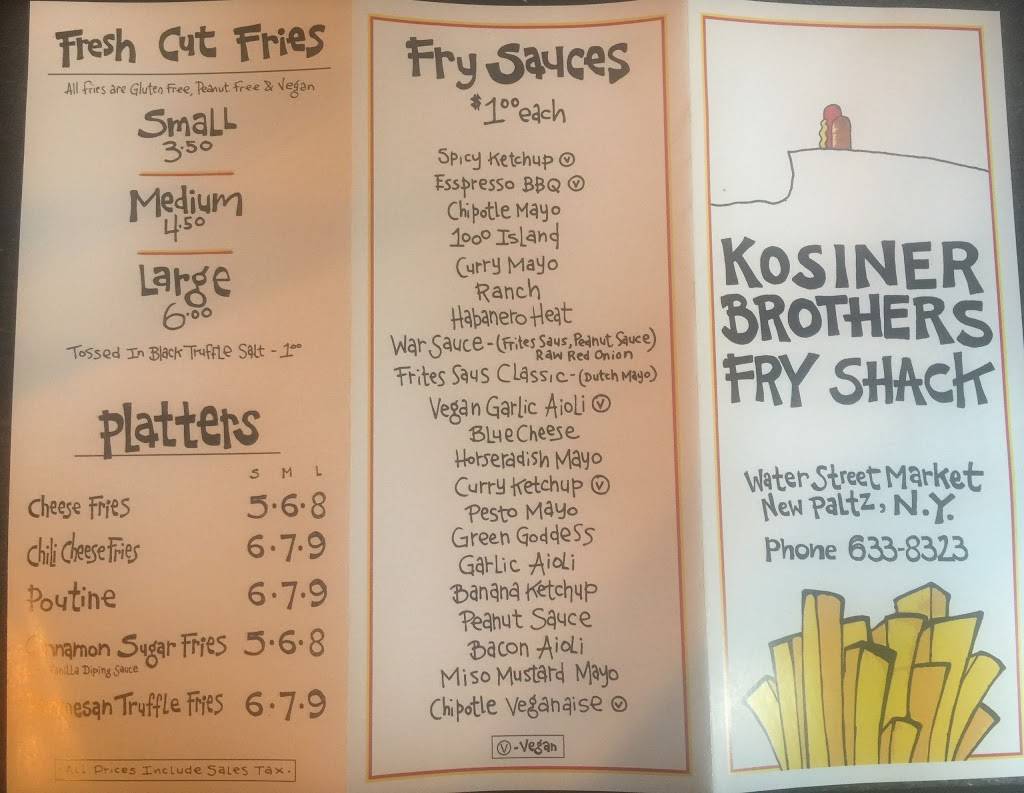 Fresh Cut Fries
All fries are Gluten Free, Peanut Free & Vegan
Small
3.50
Medium
4.50
Large
6.00
Tossed In Black Truffle Salt - 1.00
Platters
S M L
Cheese Fries 5.6.8
Chili Cheese Fries 6.7.9
Poutine 6.7.9
Sugar Fries 5.6.8
Diping Sauce
Truffle Fries 6.7.9
All Prices Include Sales Tax.
Fry Sauces
$1.00 each
Spicy Ketchup Ⓥ
Esspresso BBQ Ⓥ
Chipotle Mayo
1000 Island
Curry Mayo
Ranch
Habanero Heat
War Sauce - (Frites Saus, Peanut Sauce)
Raw Red Onion
Frites Saus Classic - (Dutch Mayo)
Vegan Garlic Aioli Ⓥ
Blue Cheese
Horseradish Mayo
Curry Ketchup Ⓥ
Pesto Mayo
Green Goddess
Garlic Aioli
Banana Ketchup
Peanut Sauce
Bacon Aioli
Miso Mustard Mayo
Chipotle Veganaise Ⓥ
Ⓥ - Vegan
KOSINER
BROTHERS
FRY SHACK
Water Street Market
New Paltz, N.Y.
Phone 633-8323